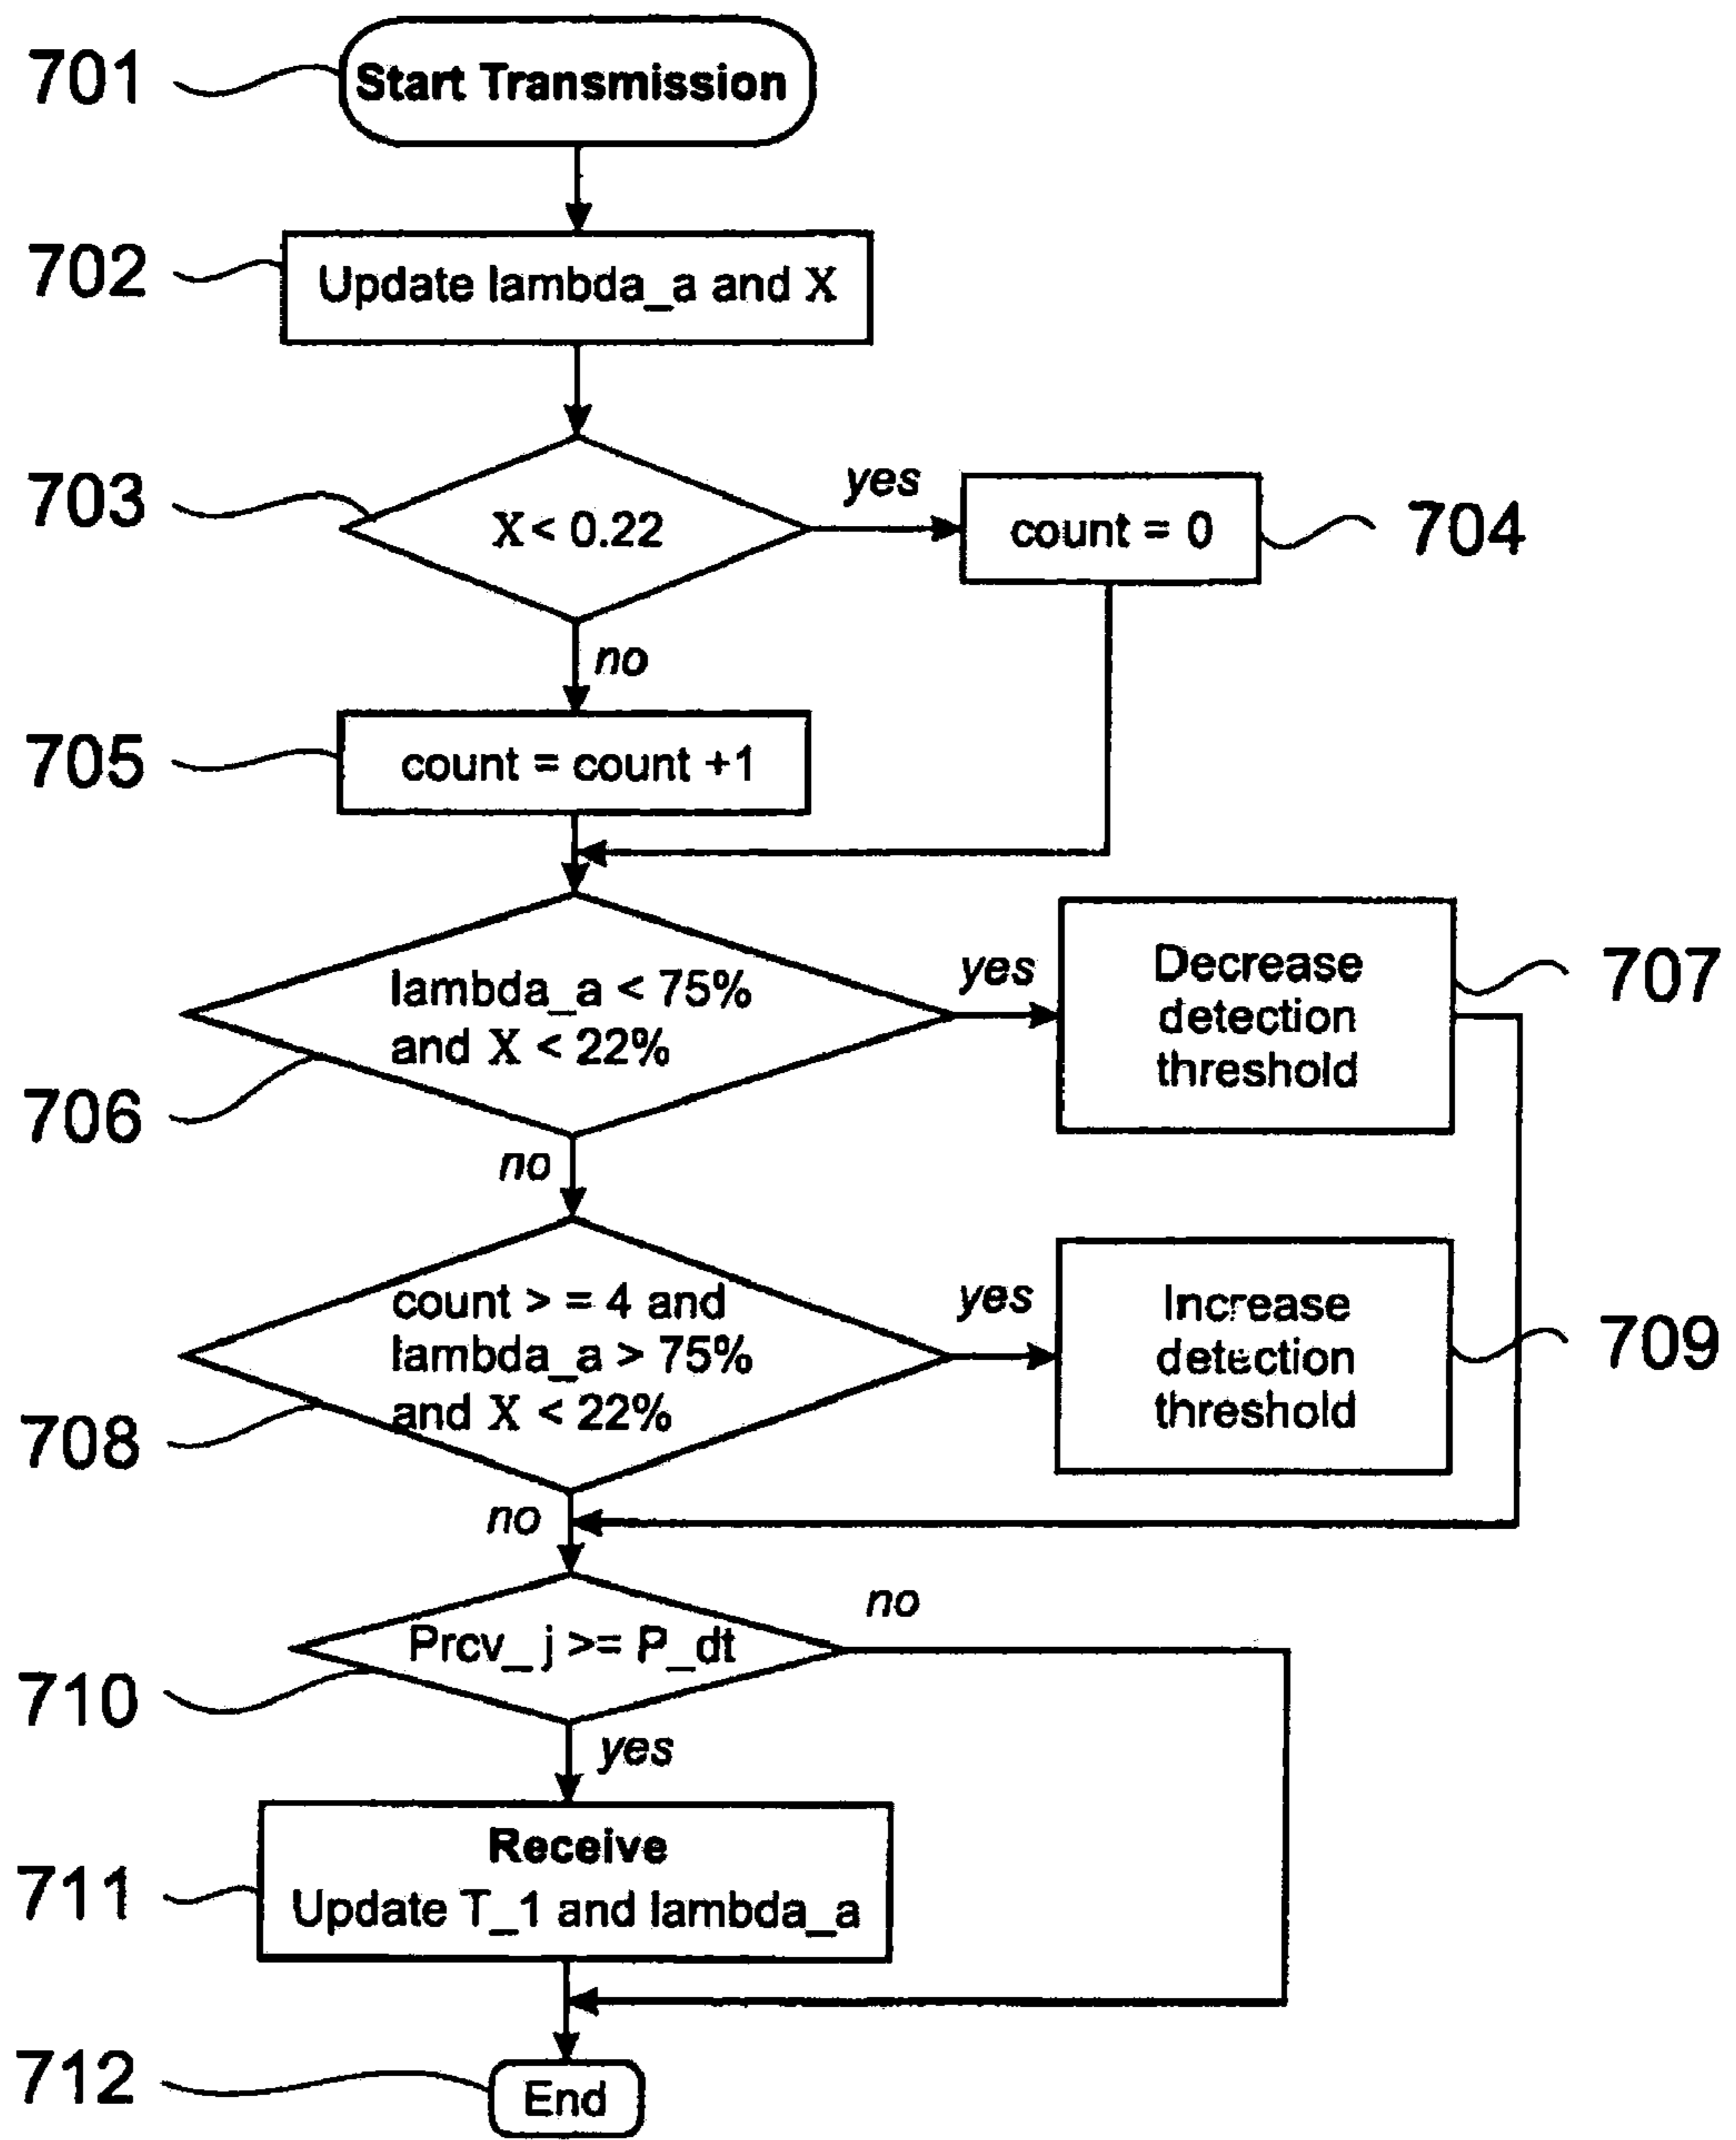 701
Start Transmission
702
Update lambda_a and X
703
X < 0.22
yes
count = 0
704
no
705
count = count +1
706
lambda_a < 75%
and X < 22%
yes
Decrease
detection
threshold
707
no
708
count > = 4 and
lambda_a > 75%
and X < 22%
yes
Increase
detection
threshold
709
no
710
Prcv_ j >= P_dt
no
yes
711
Receive
Update T_1 and lambda_a
712
End